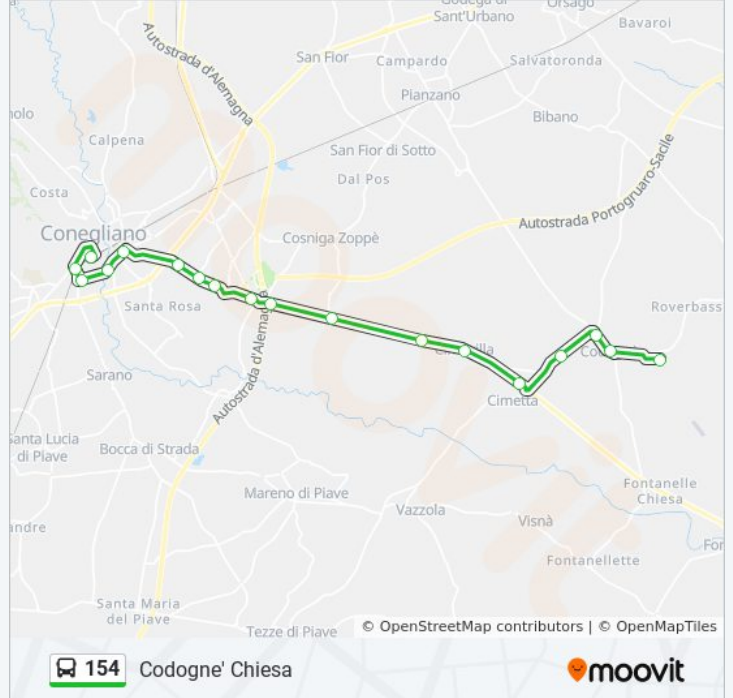 Godega di
Sant'Urbano
Orsago
Bavaroi
Autostrada d'Alemagna
San Fior
Campardo
Salvatoronda
Pianzano
Bibano
Calpena
San Fior di Sotto
Dal Pos
Costa
Autostrada Portogruaro-Sacile
Conegliano
Cosniga Zoppè
Santa Rosa
Roverbass
Autostrada d'Alemagna
Sarano
Cimetta
Santa Lucia
di Piave
Bocca di Strada
Mareno di Piave
Vazzola
Visnà
Fontanelle
Chiesa
Fontanellette
Santa Maria
del Piave
Tezze di Piave
© OpenStreetMap contributors | © OpenMapTiles
154 Codogne' Chiesa
moovit